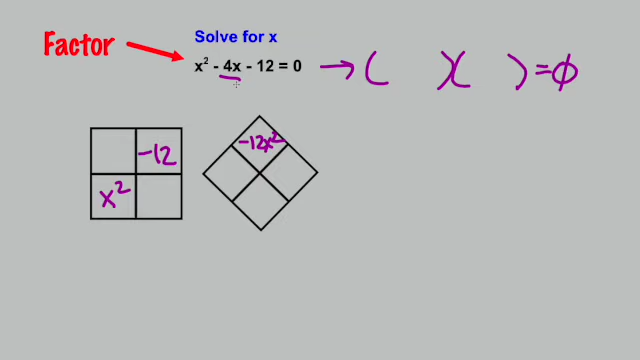 Factor
Solve for x
x² - 4x - 12 = 0 → ( )( ) = 0
-12
x²
-12x²